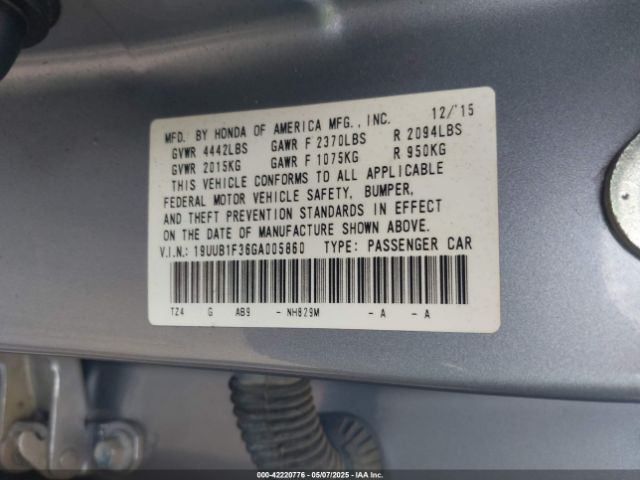 MFD. BY HONDA OF AMERICA MFG., INC. 12/'15
GVWR 4442LBS GAWR F 2370LBS R 2094LBS
GVWR 2015KG GAWR F 1075KG R 950KG
THIS VEHICLE CONFORMS TO ALL APPLICABLE
FEDERAL MOTOR VEHICLE SAFETY, BUMPER,
AND THEFT PREVENTION STANDARDS IN EFFECT
ON THE DATE OF MANUFACTURE SHOWN ABOVE.
V.I.N.: 19UUB1F36GA005860 TYPE: PASSENGER CAR
TZ4 G AB9 - NH829M - A - A
000-42220776 - 05/07/2025 - IAA Inc.